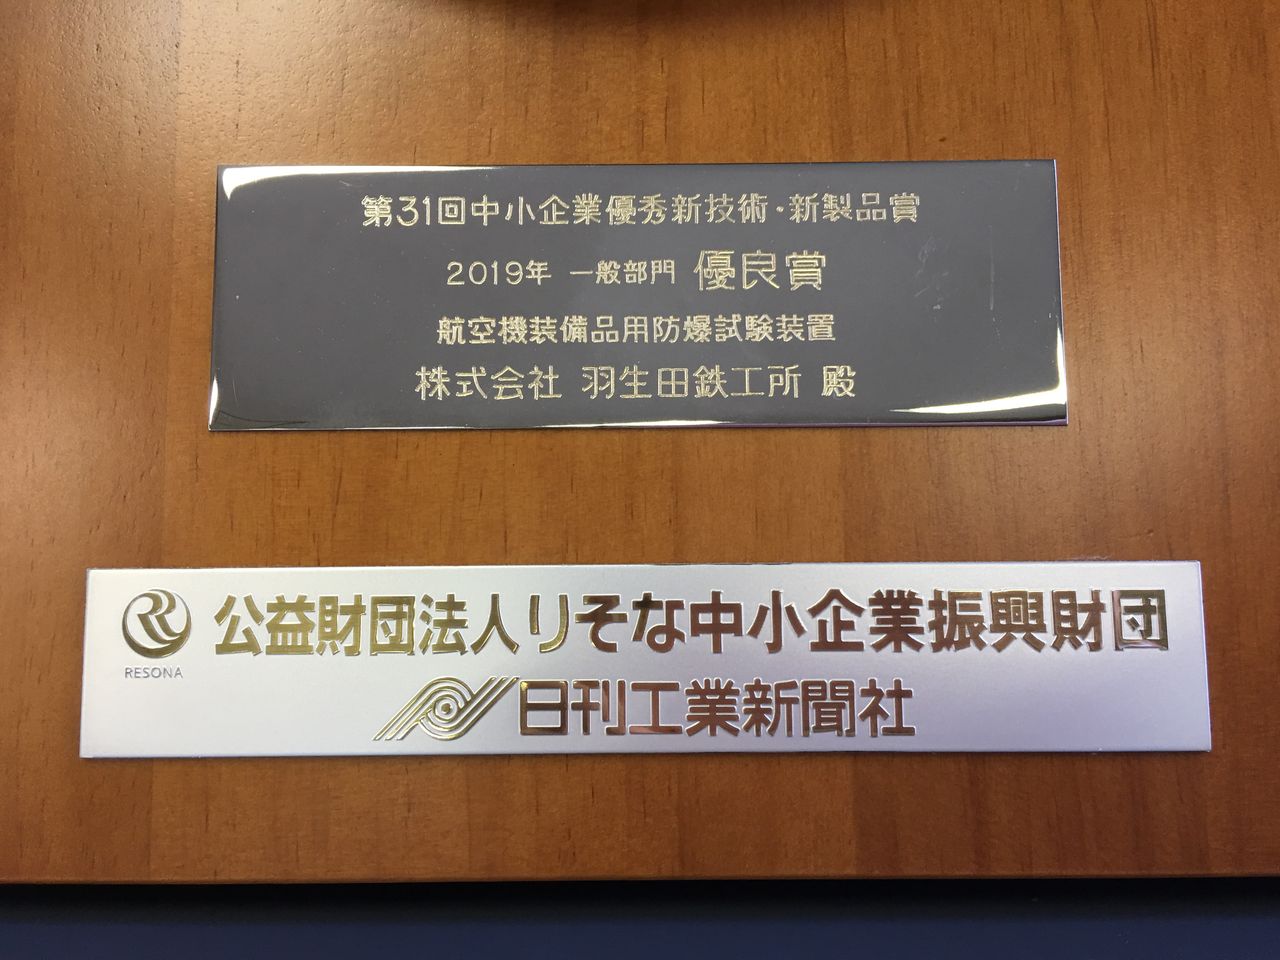 第31回中小企業優秀新技術・新製品賞
2019年 一般部門 優良賞
航空機装備品用防爆試験装置
株式会社 羽生田鉄工所 殿
公益財団法人りそな中小企業振興財団
RESONA
日刊工業新聞社